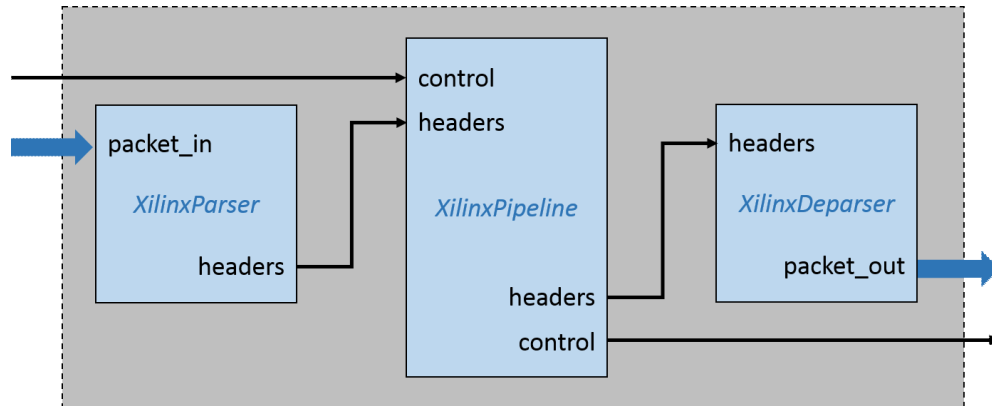 packet_in
XilinxParser
headers
control
headers
XilinxPipeline
headers
control
headers
XilinxDeparser
packet_out